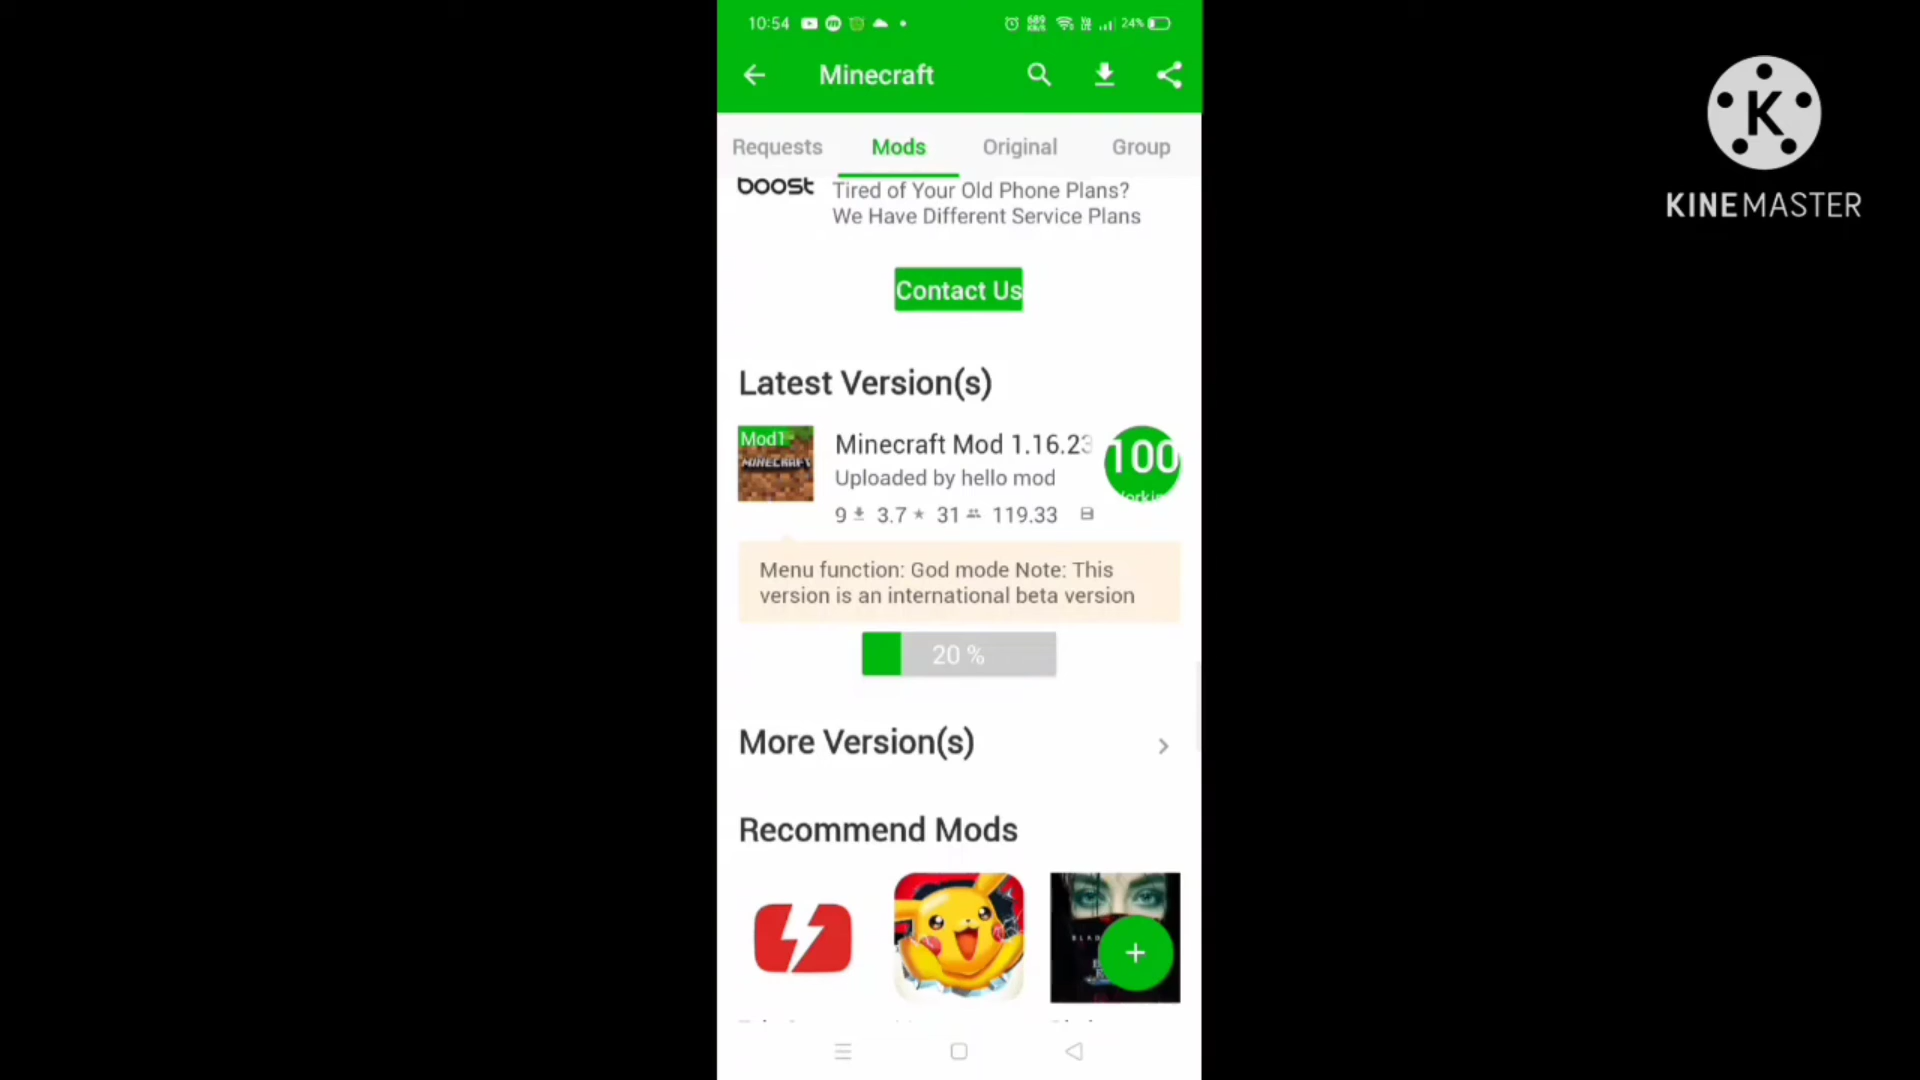 10:54
689
KB/S
24%
Minecraft
Requests
Mods
Original
Group
boost
Tired of Your Old Phone Plans?
We Have Different Service Plans
Contact Us
Latest Version(s)
Mod1
MINECRAFT
Minecraft Mod 1.16.23
100
Uploaded by hello mod
9 3.7 ★ 31 119.33
Menu function: God mode Note: This
version is an international beta version
20 %
More Version(s)
Recommend Mods
+
K
KINEMASTER